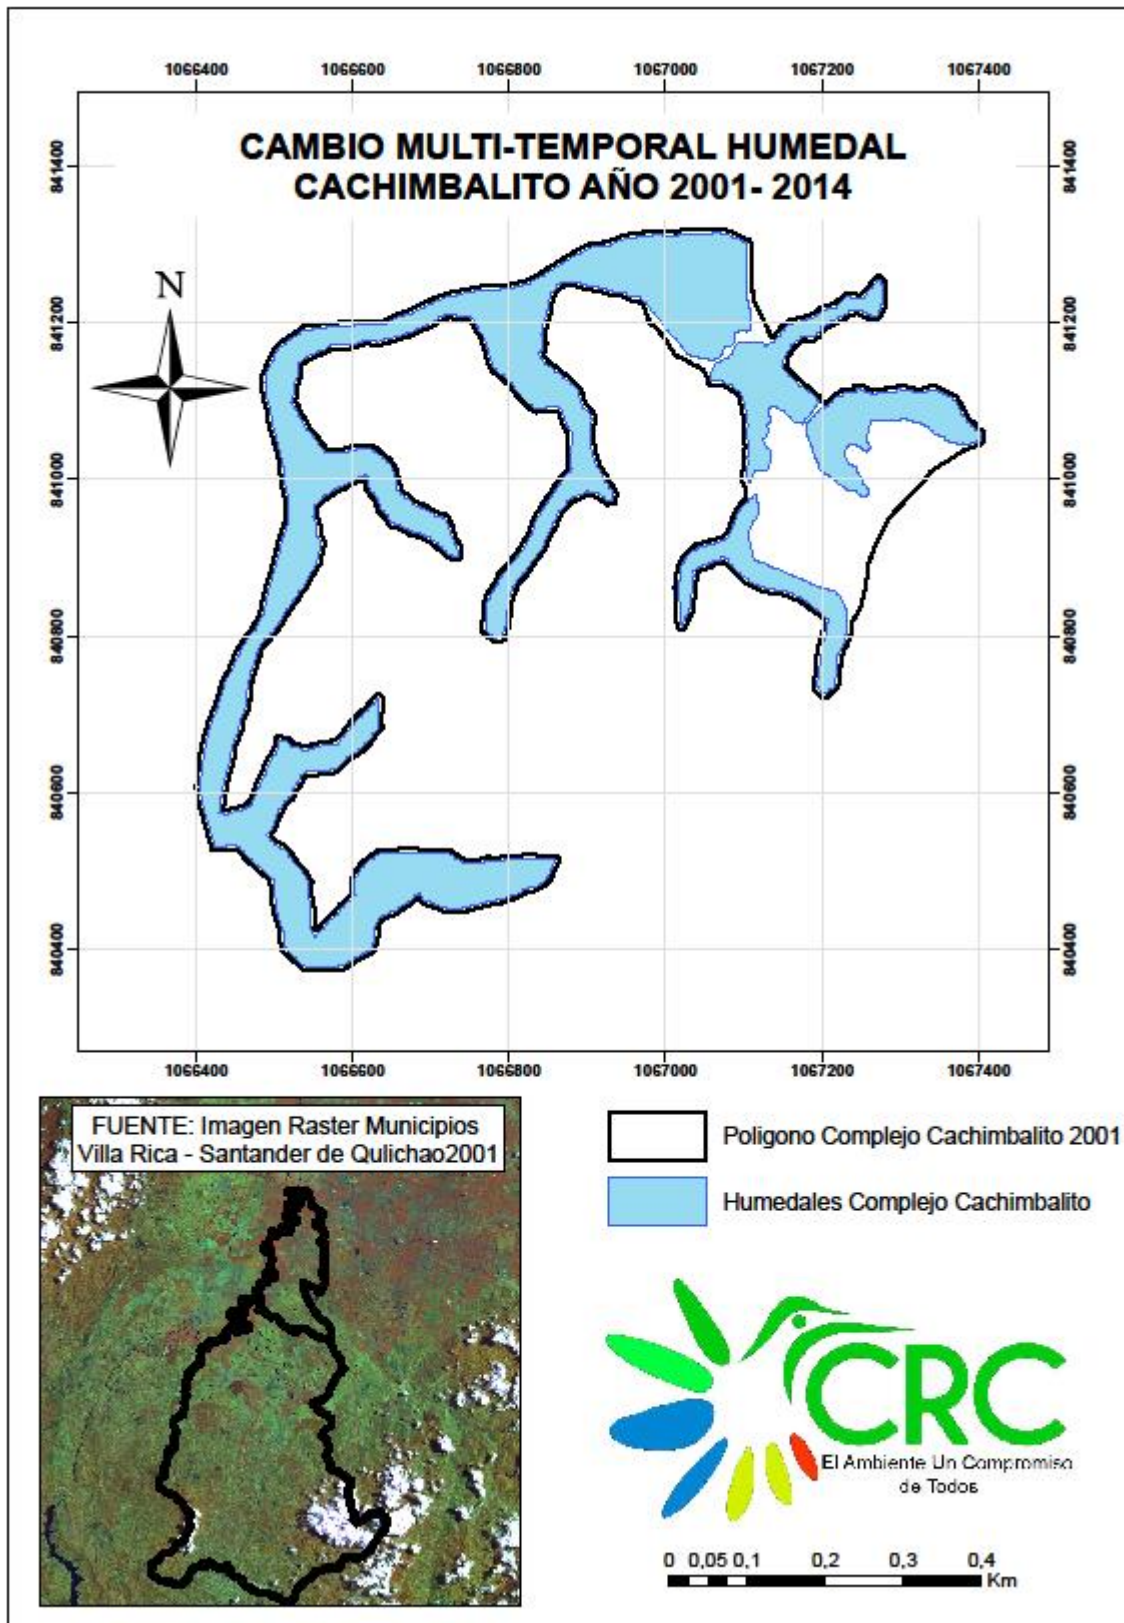 1066400 1066600 1066800 1067000 1067200 1067400
CAMBIO MULTI-TEMPORAL HUMEDAL
CACHIMBALITO AÑO 2001- 2014
841400 841400
N
841200 841200
841000 841000
840800 840800
840600 840600
840400 840400
1066400 1066600 1066800 1067000 1067200 1067400
FUENTE: Imagen Raster Municipios
Villa Rica - Santander de Qulichao2001
Poligono Complejo Cachimbalito 2001
Humedales Complejo Cachimbalito
CRC
El Ambiente Un Compromiso
de Todos
0 0,05 0,1 0,2 0,3 0,4
Km